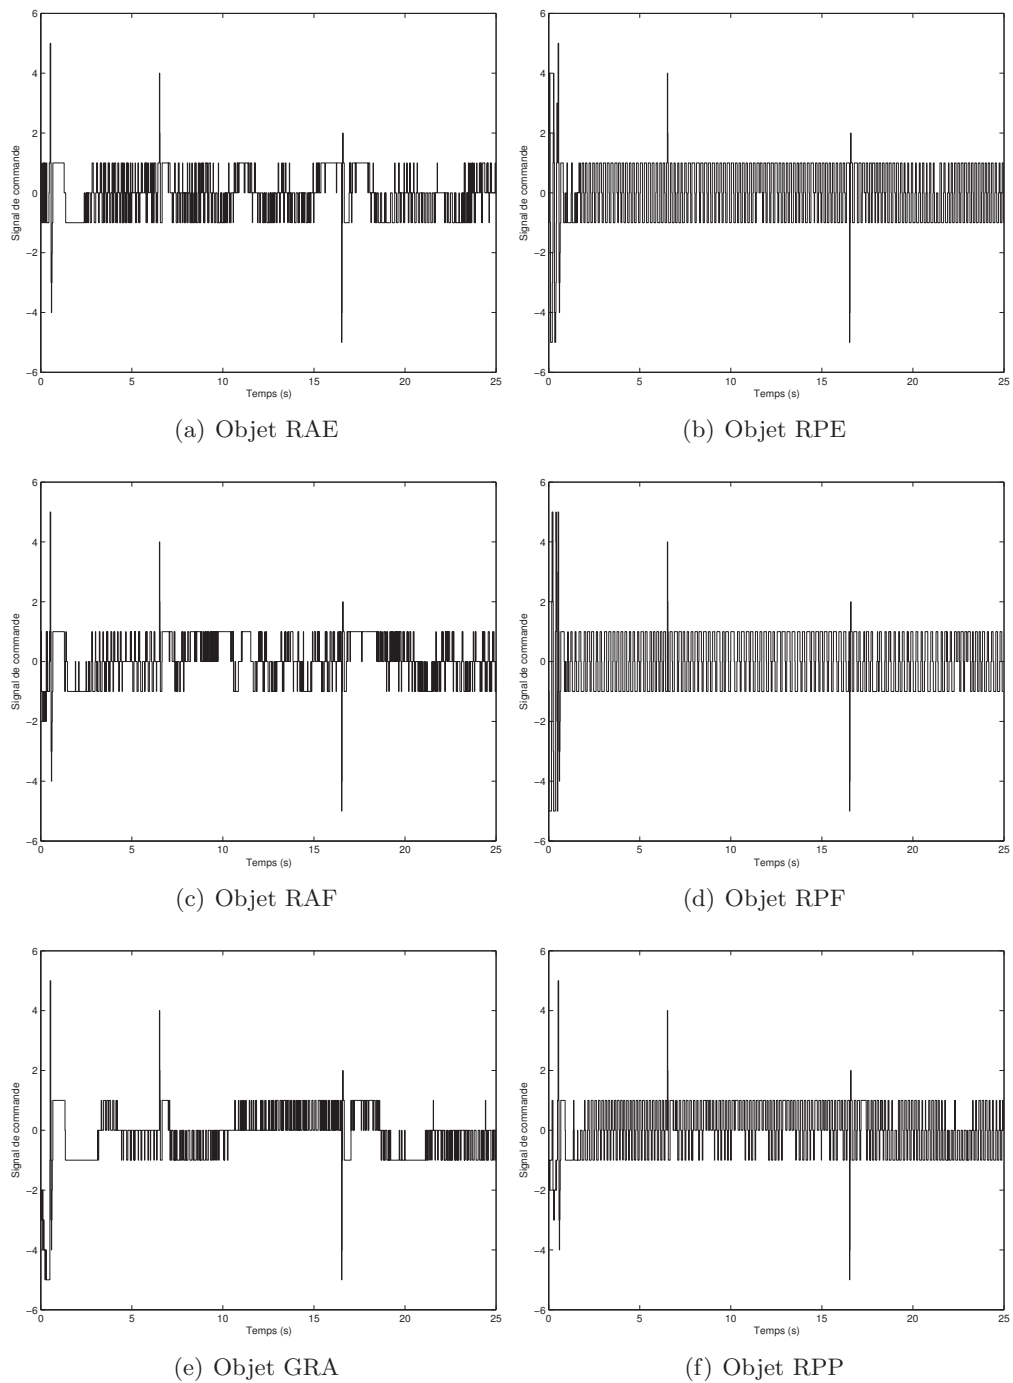 6
4
2
0
−2
−4
−6
Signal de commande
0 5 10 15 20 25
Temps (s)
(a) Objet RAE
6
4
2
0
−2
−4
−6
Signal de commande
0 5 10 15 20 25
Temps (s)
(b) Objet RPE
6
4
2
0
−2
−4
−6
Signal de commande
0 5 10 15 20 25
Temps (s)
(c) Objet RAF
6
4
2
0
−2
−4
−6
Signal de commande
0 5 10 15 20 25
Temps (s)
(d) Objet RPF
6
4
2
0
−2
−4
−6
Signal de commande
0 5 10 15 20 25
Temps (s)
(e) Objet GRA
6
4
2
0
−2
−4
−6
Signal de commande
0 5 10 15 20 25
Temps (s)
(f) Objet RPP